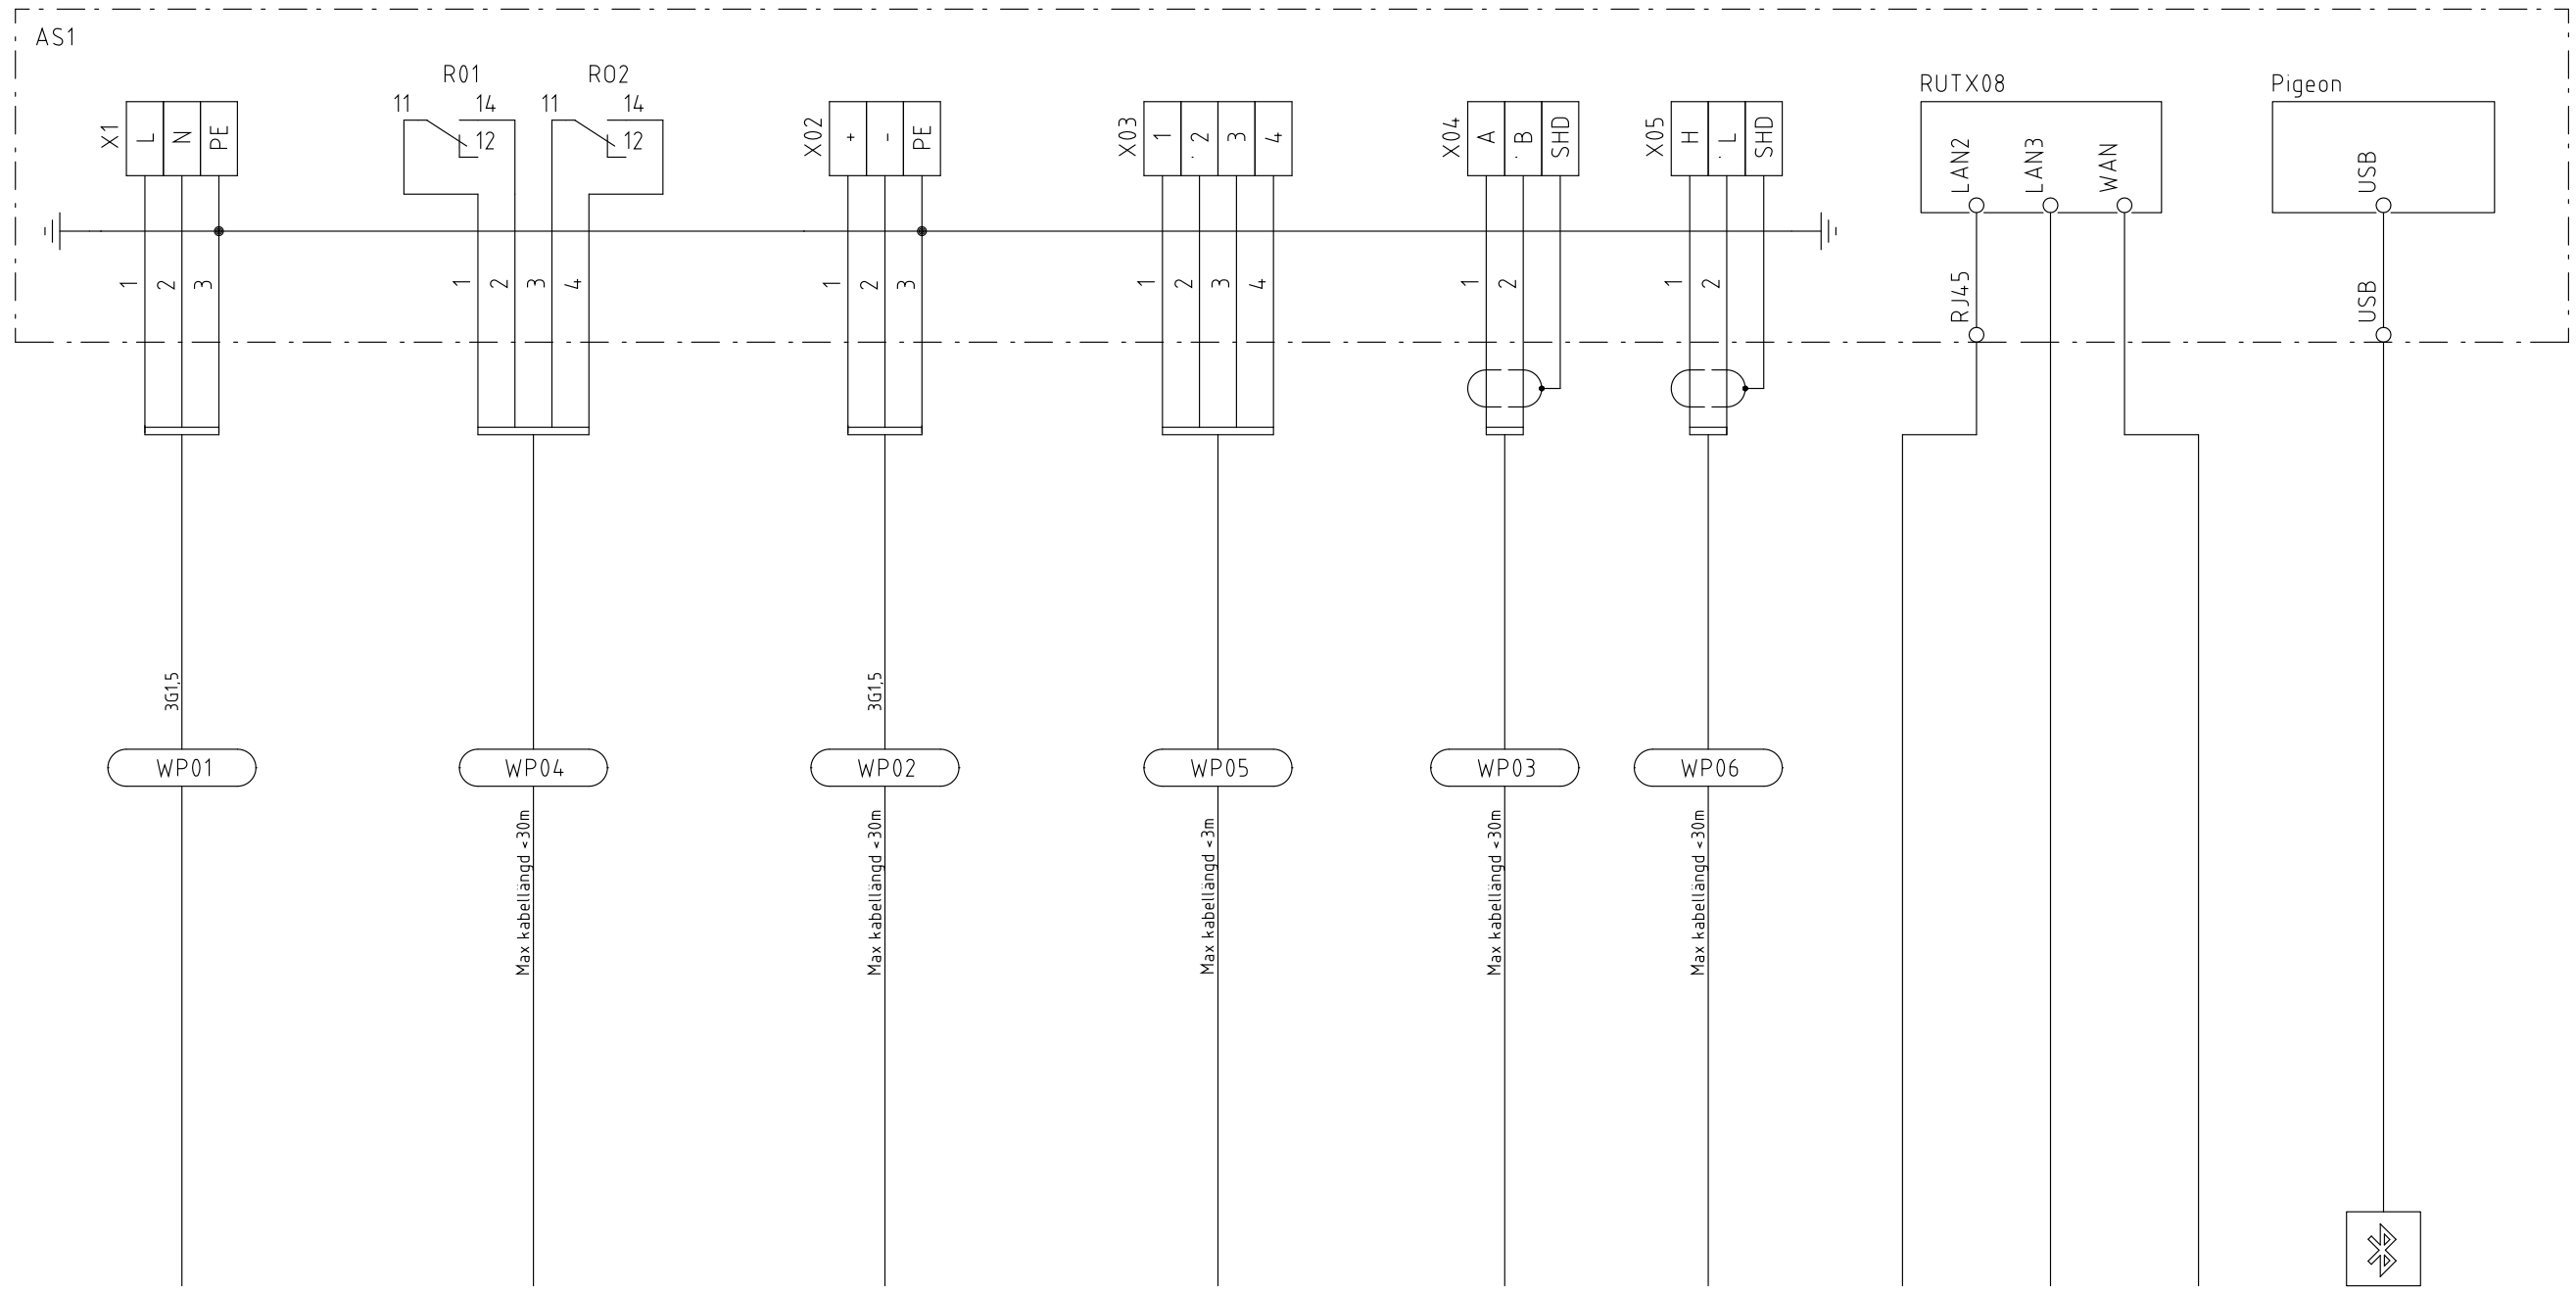 AS1
R01
RO2
RUTX08
Pigeon
11
14
12
11
14
12
X1
L
N
PE
X02
+
-
PE
X03
1
2
3
4
X04
A
B
SHD
X05
H
L
SHD
LAN2
LAN3
WAN
USB
1
2
3
1
2
3
4
1
2
3
1
2
3
4
1
2
1
2
RJ45
USB
3G1,5
3G1,5
WP01
WP04
WP02
WP05
WP03
WP06
Max kabellängd <30m
Max kabellängd <30m
Max kabellängd <3m
Max kabellängd <30m
Max kabellängd <30m